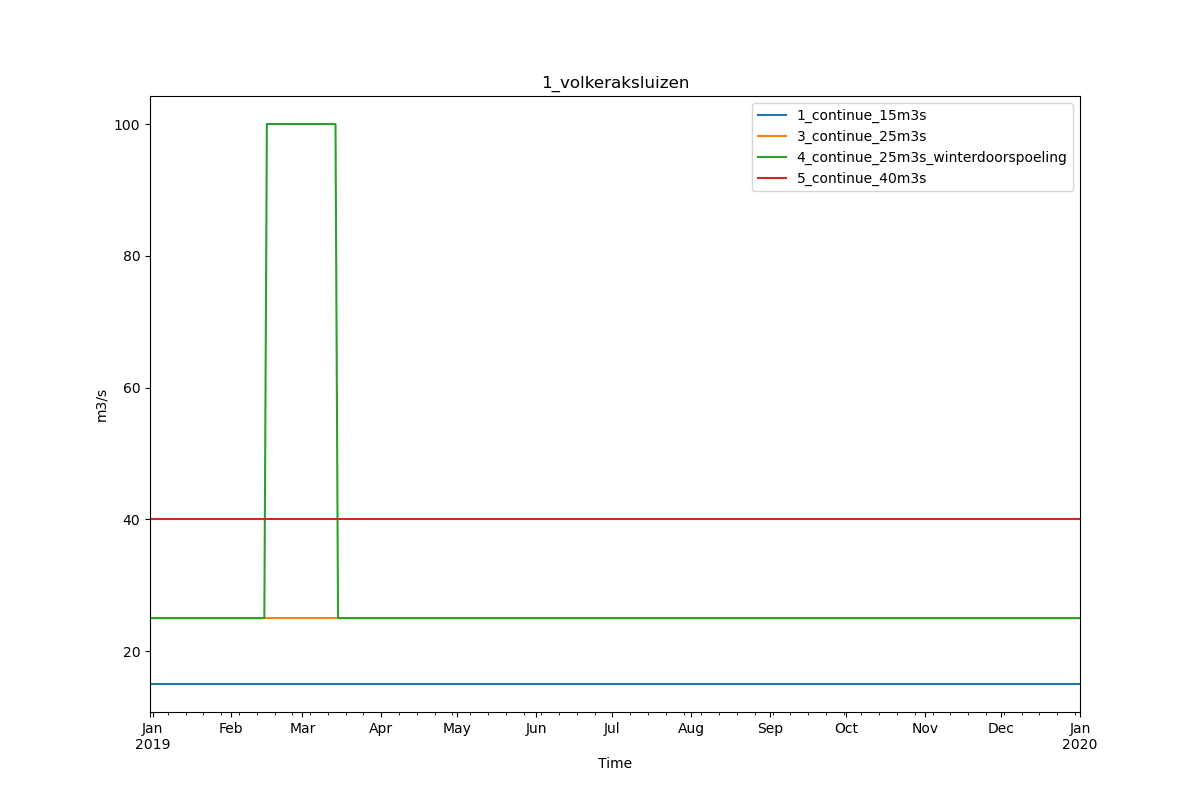 1_volkeraksluizen
1_continue_15m3s
3_continue_25m3s
4_continue_25m3s_winterdoorspoeling
5_continue_40m3s
100
80
60
40
20
m3/s
Jan Feb Mar Apr May Jun Jul Aug Sep Oct Nov Dec Jan
2019 2020
Time